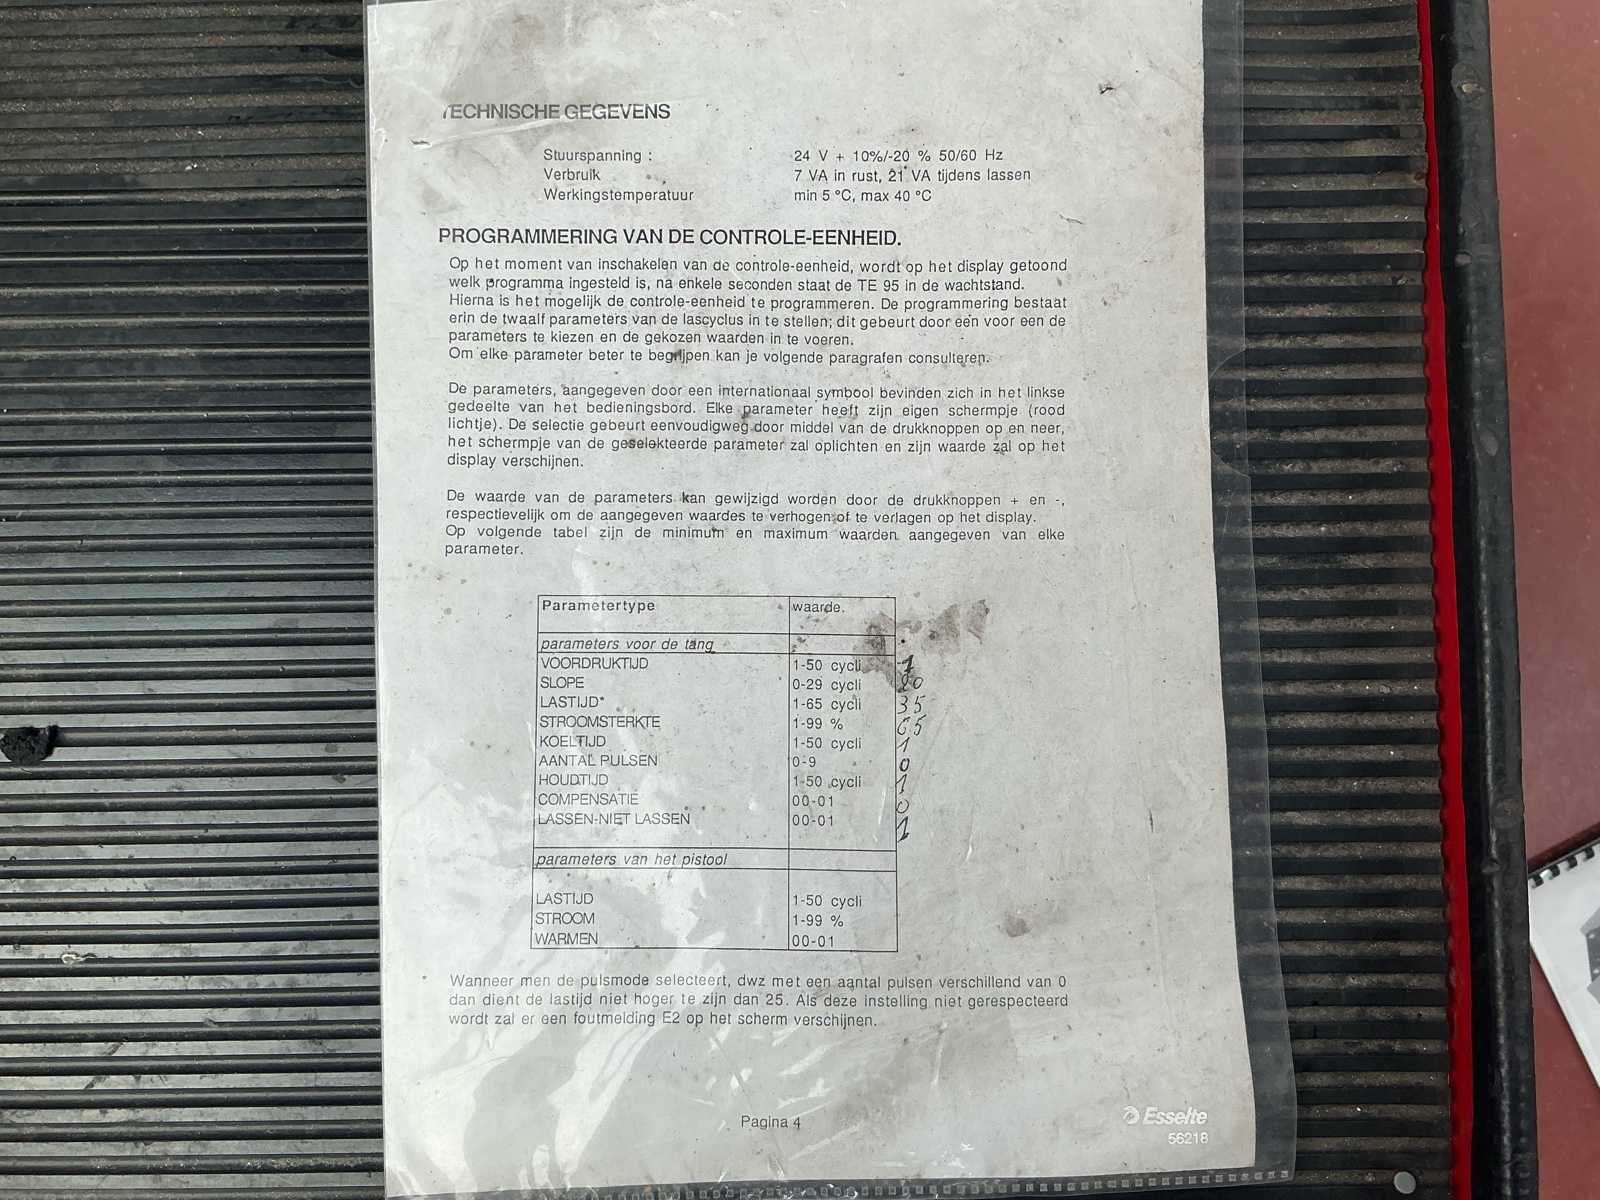 TECHNISCHE GEGEVENS
Stuurspanning : 24 V + 10%/-20 % 50/60 Hz
Verbruik 7 VA in rust, 21 VA tijdens lassen
Werkingstemperatuur min 5 °C, max 40 °C
PROGRAMMERING VAN DE CONTROLE-EENHEID.
Op het moment van inschakelen van de controle-eenheid, wordt op het display getoond
welk programma ingesteld is, na enkele seconden staat de TE 95 in de wachtstand.
Hierna is het mogelijk de controle-eenheid te programmeren. De programmering bestaat
erin de twaalf parameters van de lascyclus in te stellen; dit gebeurt door een voor een de
parameters te kiezen en de gekozen waarden in te voeren.
Om elke parameter beter te begrijpen kan je volgende paragrafen consulteren.
De parameters, aangegeven door een internationaal symbool bevinden zich in het linkse
gedeelte van het bedieningsbord. Elke parameter heeft zijn eigen schermpje (rood
lichtje). De selectie gebeurt eenvoudigweg door middel van de drukknoppen op en neer,
het schermpje van de geselekteerde parameter zal oplichten en zijn waarde zal op het
display verschijnen.
De waarde van de parameters kan gewijzigd worden door de drukknoppen + en -,
respectievelijk om de aangegeven waardes te verhogen of te verlagen op het display.
Op volgende tabel zijn de minimum en maximum waarden aangegeven van elke
parameter.
Parametertype waarde.
parameters voor de tang
VOORDRUKTIJD 1-50 cycli 1
SLOPE 0-29 cycli 20
LASTIJD* 1-65 cycli 35
STROOMSTERKTE 1-99 % 65
KOELTIJD 1-50 cycli 1
AANTAL PULSEN 0-9 0
HOUDTIJD 1-50 cycli 1
COMPENSATIE 00-01 0
LASSEN-NIET LASSEN 00-01 1
parameters van het pistool
LASTIJD 1-50 cycli
STROOM 1-99 %
WARMEN 00-01
* Wanneer men de pulsmode selecteert, dwz met een aantal pulsen verschillend van 0
dan dient de lastijd niet hoger te zijn dan 25. Als deze instelling niet gerespecteerd
wordt zal er een foutmelding E2 op het scherm verschijnen.
Pagina 4
Esselte
56218